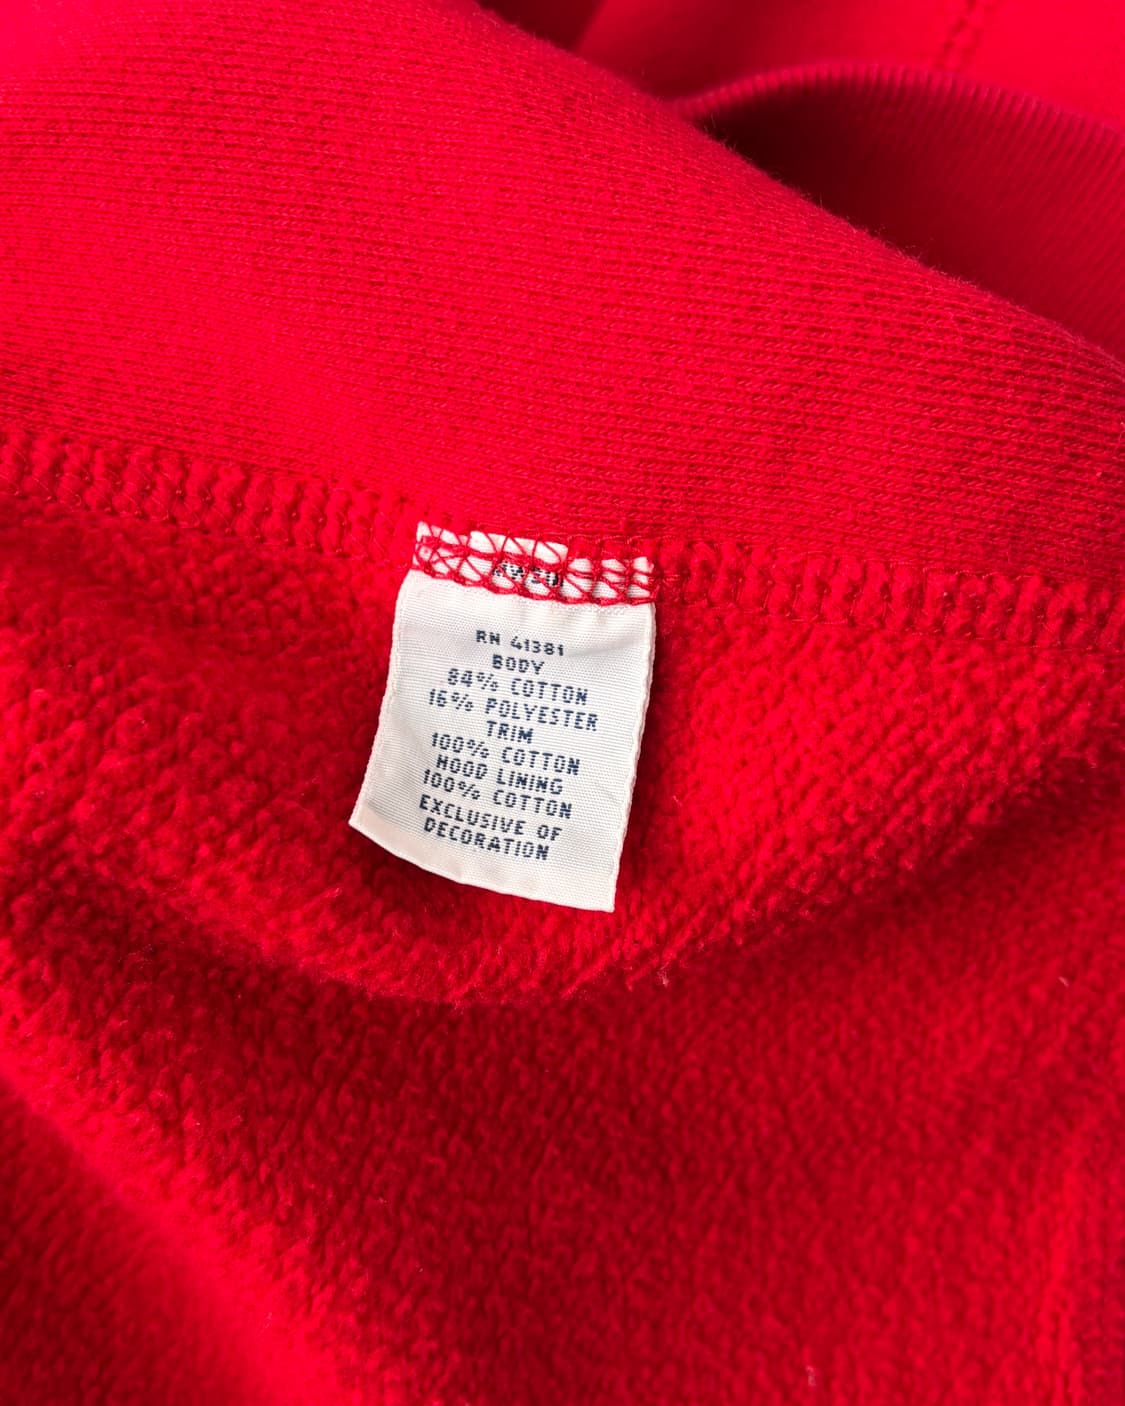 RN 41381
BODY
84% COTTON
16% POLYESTER
TRIM
100% COTTON
HOOD LINING
100% COTTON
EXCLUSIVE OF
DECORATION